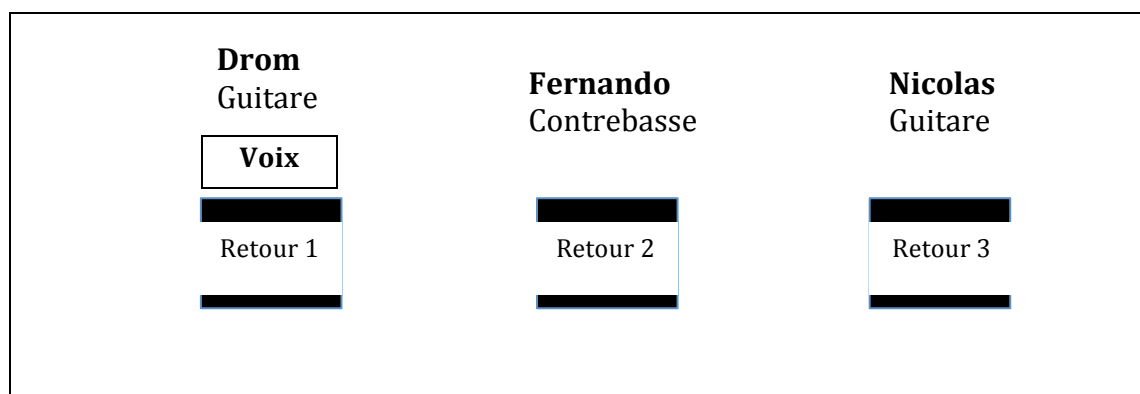 Drom
Guitare
Fernando
Contrebasse
Nicolas
Guitare
Voix
Retour 1
Retour 2
Retour 3